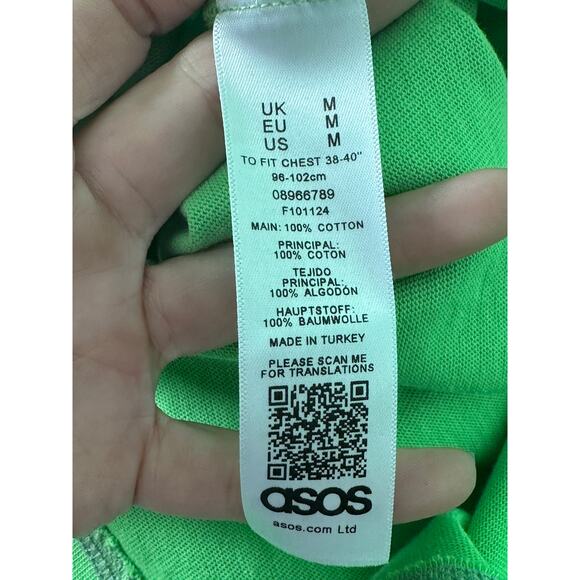 UK M
EU M
US M
TO FIT CHEST 38-40"
96-102cm
08966789
F101124
MAIN: 100% COTTON
PRINCIPAL:
100% COTON
TEJIDO
PRINCIPAL:
100% ALGODÓN
HAUPTSTOFF:
100% BAUMWOLLE
MADE IN TURKEY
PLEASE SCAN ME
FOR TRANSLATIONS
asos
asos.com Ltd